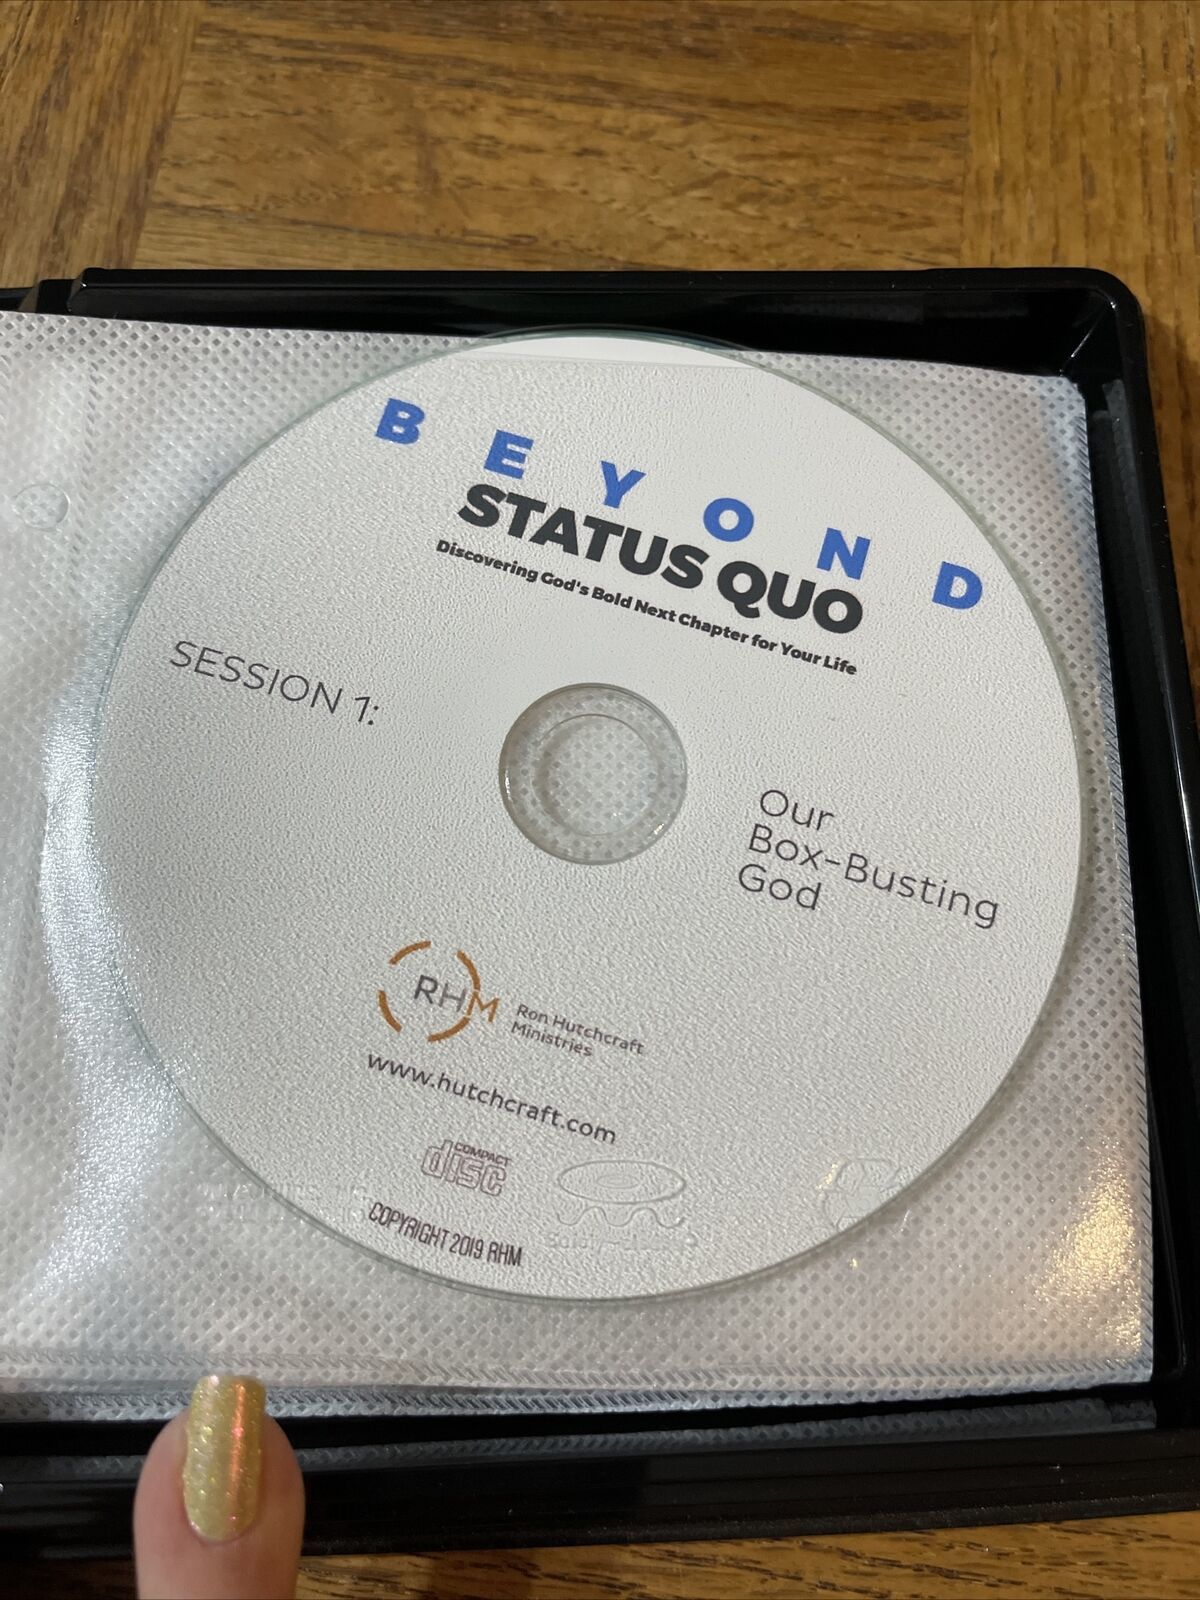 BEYOND
STATUS QUO
Discovering God's Bold Next Chapter for Your Life
SESSION 1:
Our
Box-Busting
God
RHM
Ron Hutchcraft
Ministries
www.hutchcraft.com
COMPACT
disc
COPYRIGHT 2019 RHM